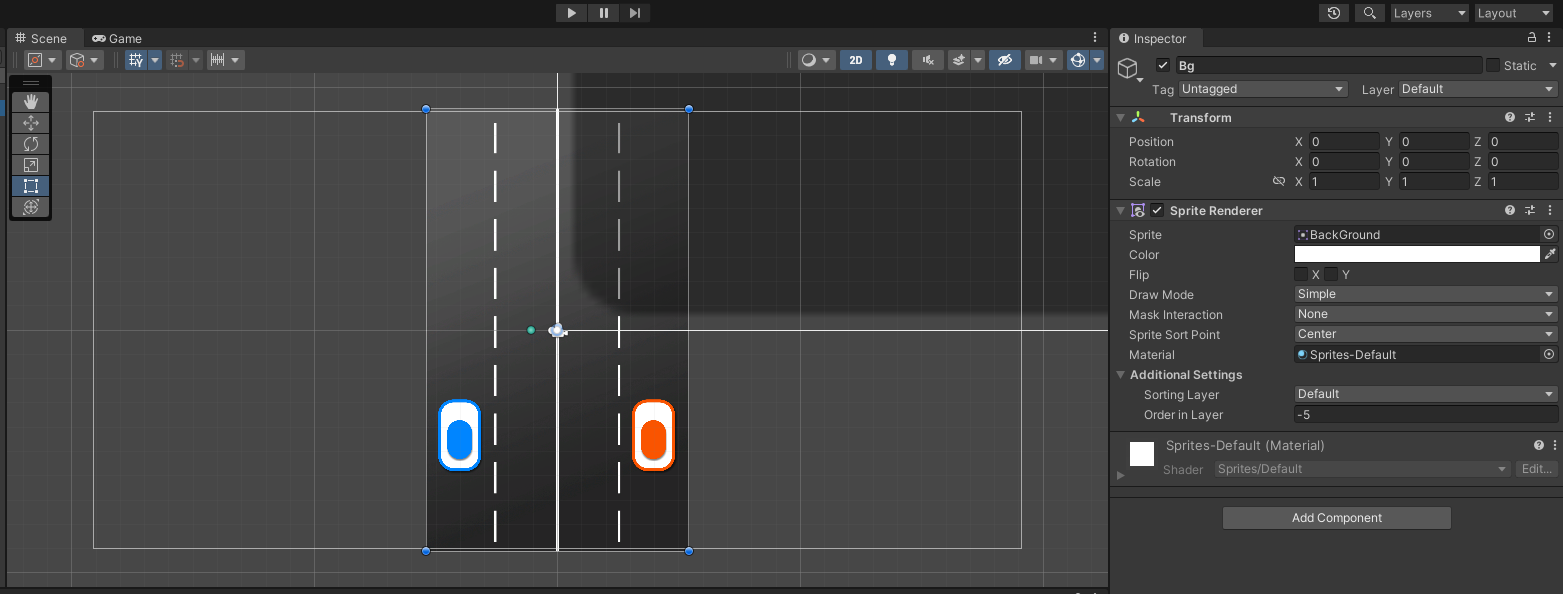 Layers Layout
Scene Game
Inspector
2D
Bg Static
Tag Untagged Layer Default
Transform
Position X 0 Y 0 Z 0
Rotation X 0 Y 0 Z 0
Scale X 1 Y 1 Z 1
Sprite Renderer
Sprite BackGround
Color
Flip X Y
Draw Mode Simple
Mask Interaction None
Sprite Sort Point Center
Material Sprites-Default
Additional Settings
Sorting Layer Default
Order in Layer -5
Sprites-Default (Material)
Shader Sprites/Default Edit...
Add Component